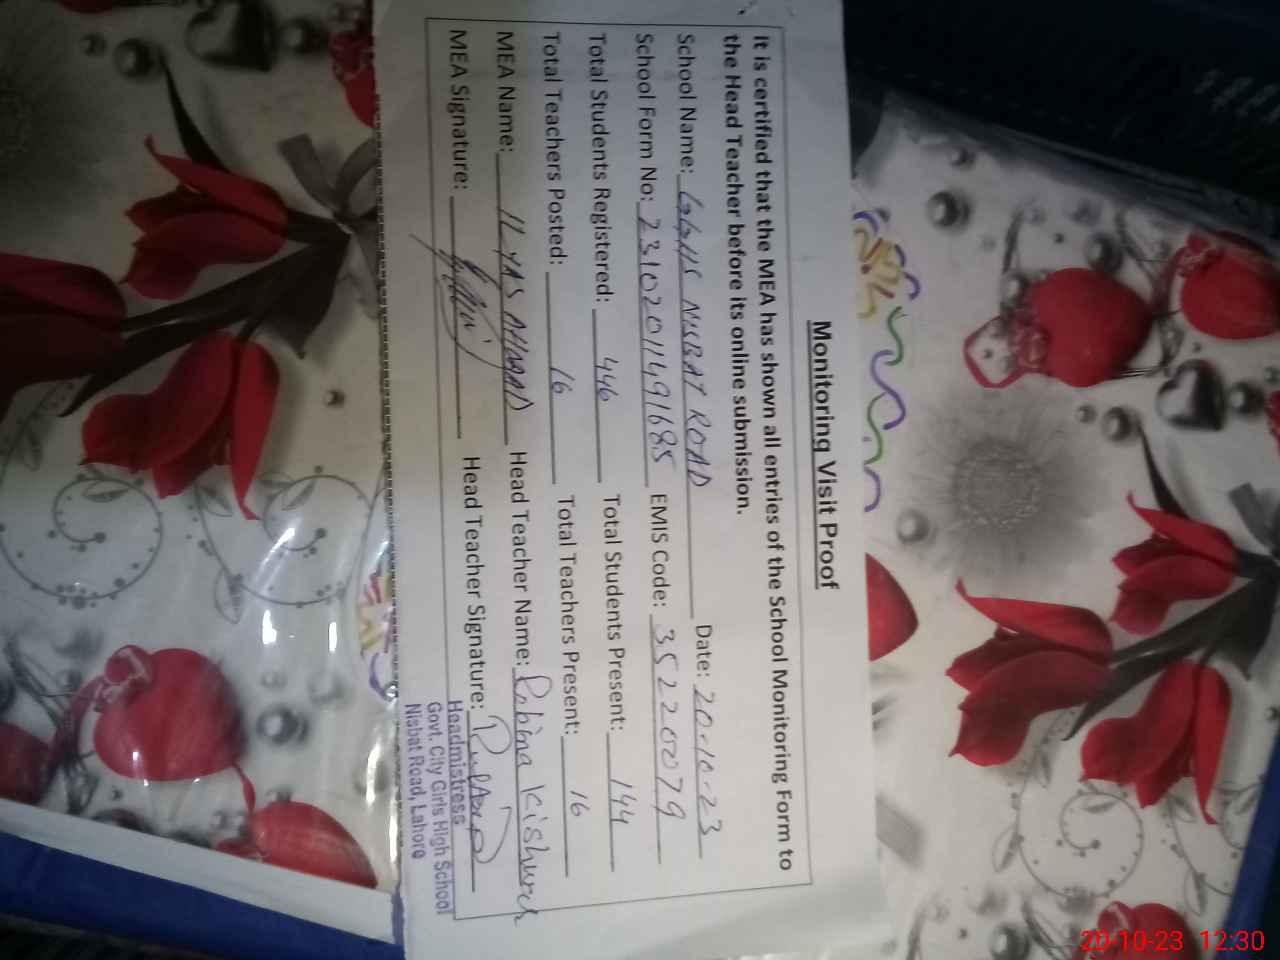 Monitoring Visit Proof
It is certified that the MEA has shown all entries of the School Monitoring Form to
the Head Teacher before its online submission.
School Name: GGHS NISBAT ROAD Date: 20-10-23
School Form No: 23102011491685 EMIS Code: 35220079
Total Students Registered: 446 Total Students Present: 144
Total Teachers Posted: 16 Total Teachers Present: 16
MEA Name: ILYAS AHMAD Head Teacher Name: Robina Kishwer
MEA Signature: Head Teacher Signature:
Headmistress
Govt. City Girls High School
Nisbat Road, Lahore
20-10-23 12:30